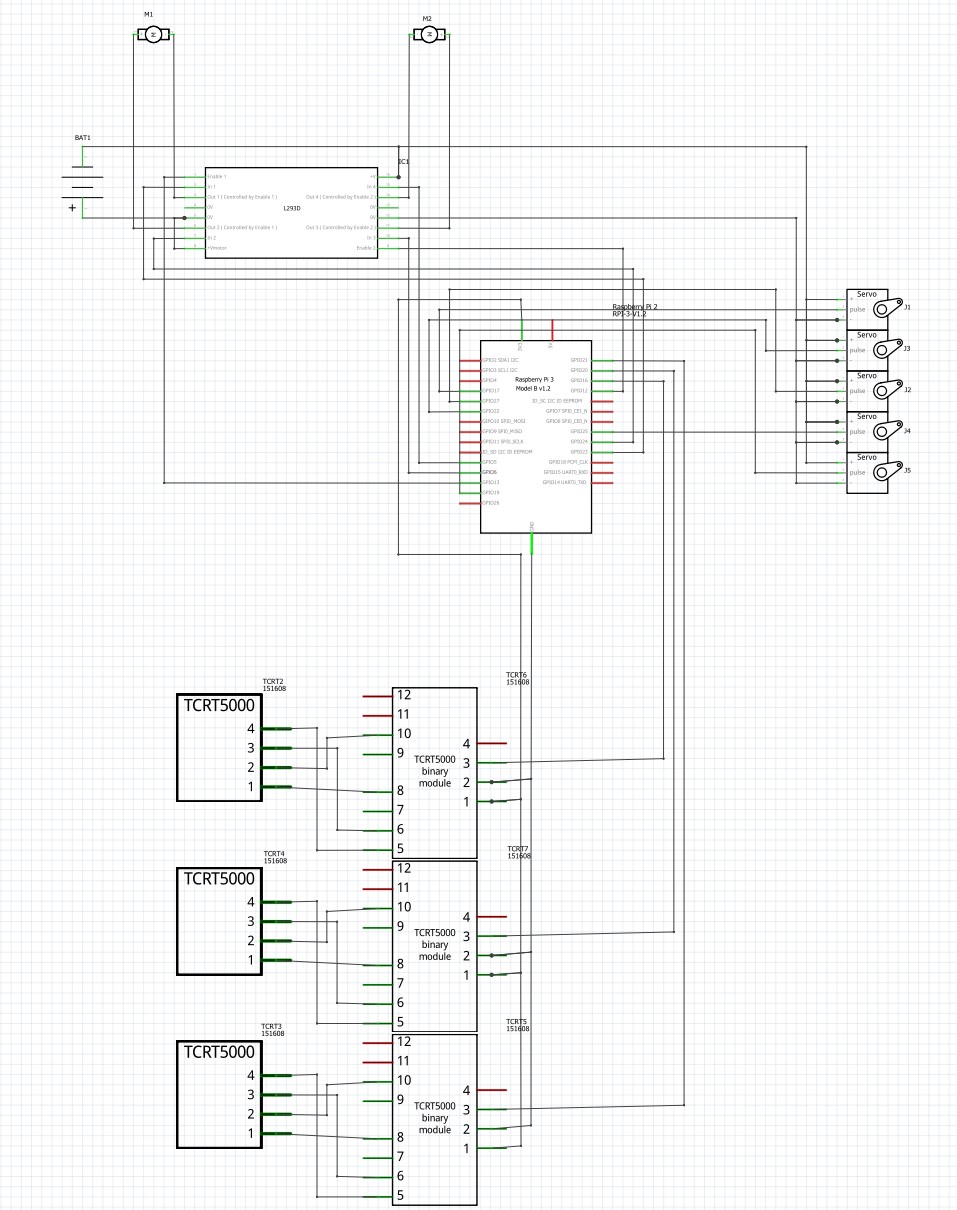 M1
M2
BAT1
+
IC1
Enable 1
In 1
Out 1 ( Controlled by Enable 1 )
0V
0V
Out 2 ( Controlled by Enable 1 )
In 2
+Vmotor
L293D
+V
In 4
Out 4 ( Controlled by Enable 2 )
0V
0V
Out 3 ( Controlled by Enable 2 )
In 3
Enable 2
Servo
+
pulse
-
J1
Servo
+
pulse
-
J3
Servo
+
pulse
-
J2
Servo
+
pulse
-
J4
Servo
+
pulse
-
J5
Raspberry Pi 2
RPI-3-V1.2
3V3
5V
Raspberry Pi 3
Model B v1.2
GPIO2 SDA1 I2C
GPIO3 SCL1 I2C
GPIO4
GPIO17
GPIO27
GPIO22
GPIO10 SPI0_MOSI
GPIO9 SPI0_MISO
GPIO11 SPI0_SCLK
ID_SD I2C ID EEPROM
GPIO5
GPIO6
GPIO13
GPIO19
GPIO26
GPIO21
GPIO20
GPIO16
GPIO12
ID_SC I2C ID EEPROM
GPIO7 SPI0_CE1_N
GPIO8 SPI0_CE0_N
GPIO25
GPIO24
GPIO23
GPIO18 PCM_CLK
GPIO15 UART0_RXD
GPIO14 UART0_TXD
GND
TCRT2
151608
TCRT5000
4
3
2
1
TCRT6
151608
12
11
10
9
8
7
6
5
TCRT5000
binary
module
4
3
2
1
TCRT4
151608
TCRT5000
4
3
2
1
TCRT7
151608
12
11
10
9
8
7
6
5
TCRT5000
binary
module
4
3
2
1
TCRT3
151608
TCRT5000
4
3
2
1
TCRT5
151608
12
11
10
9
8
7
6
5
TCRT5000
binary
module
4
3
2
1